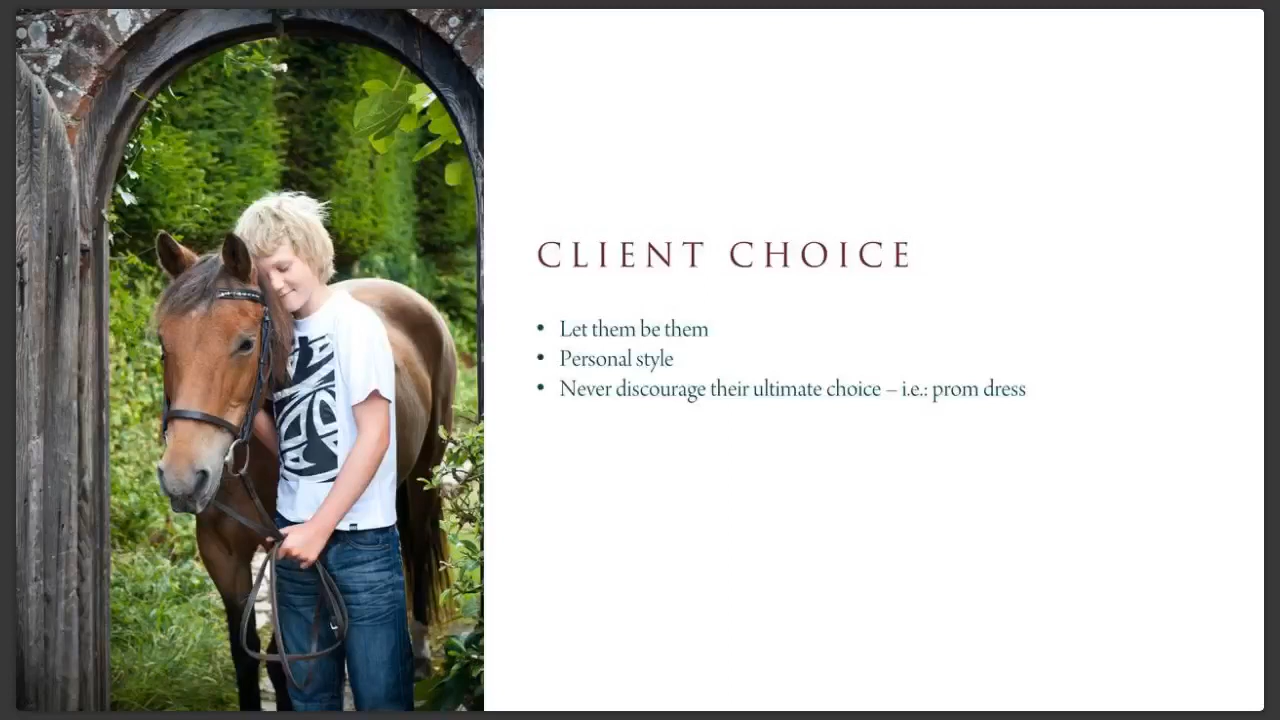 CLIENT CHOICE
• Let them be them
• Personal style
• Never discourage their ultimate choice – i.e.: prom dress